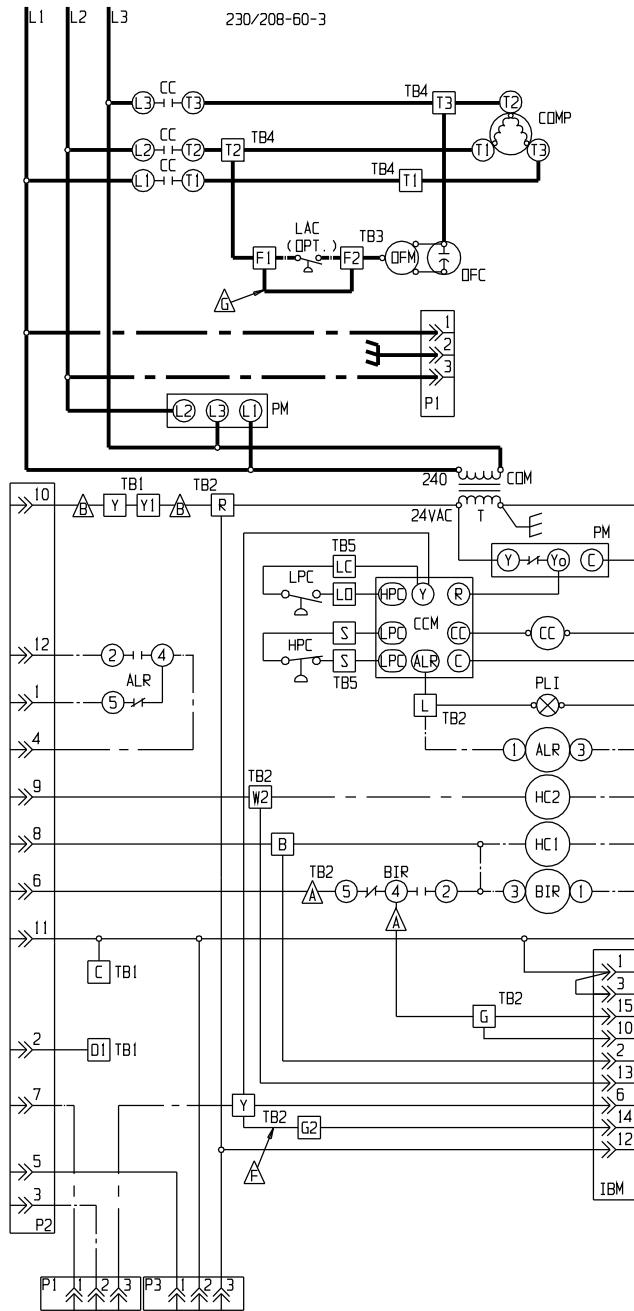 L1 L2 L3 230/208-60-3
CC TB4 T2
L3 T3 T3 COMP
CC TB4
L2 T2 T2 T1 T3
CC TB4
L1 T1 T1
LAC
(OPT.) TB3
F1 F2 OFM
OFC
G
1
2
3
P1
L2 L3 L1 PM
240 COM
10 TB1 TB2
B Y Y1 B R 24VAC T
PM
TB5 Y Yo C
LC
LPC
LO HPC Y R
CCM
S LPC CC CC
12 HPC
2 4 S LPC ALR C
ALR TB5
1 5 PLI
L
TB2
4 1 ALR 3
TB2
9 W2 HC2
8 B HC1
TB2 BIR
6 A 5 4 2 3 BIR 1
A
11
1
C TB1 3
TB2 15
G
10
2 D1 TB1 2
13
7 Y 6
TB2 G2 14
12
5 F
3 IBM
P2
P1 1 2 3 P3 1 2 3